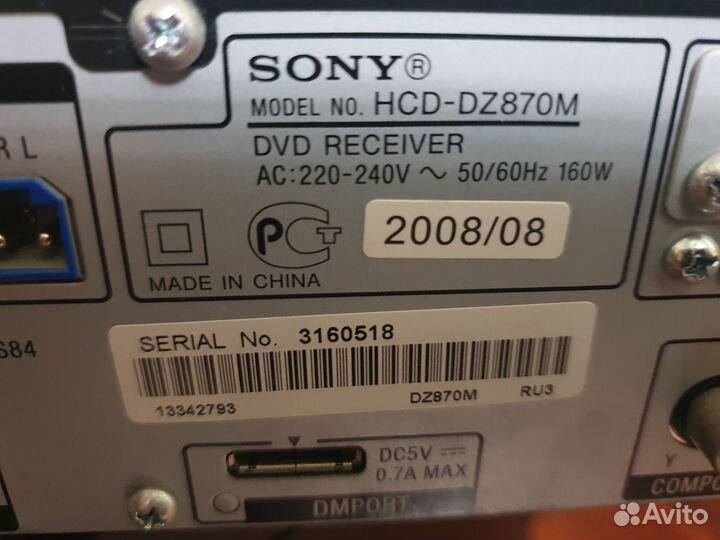 SONY®
MODEL NO. HCD-DZ870M
DVD RECEIVER
AC:220-240V ~ 50/60Hz 160W
R L
PCT
2008/08
MADE IN CHINA
S84
SERIAL No. 3160518
13342793 DZ870M RU3
DC5V ⎓
0.7A MAX
DMPORT
Y
COMPO
Avito